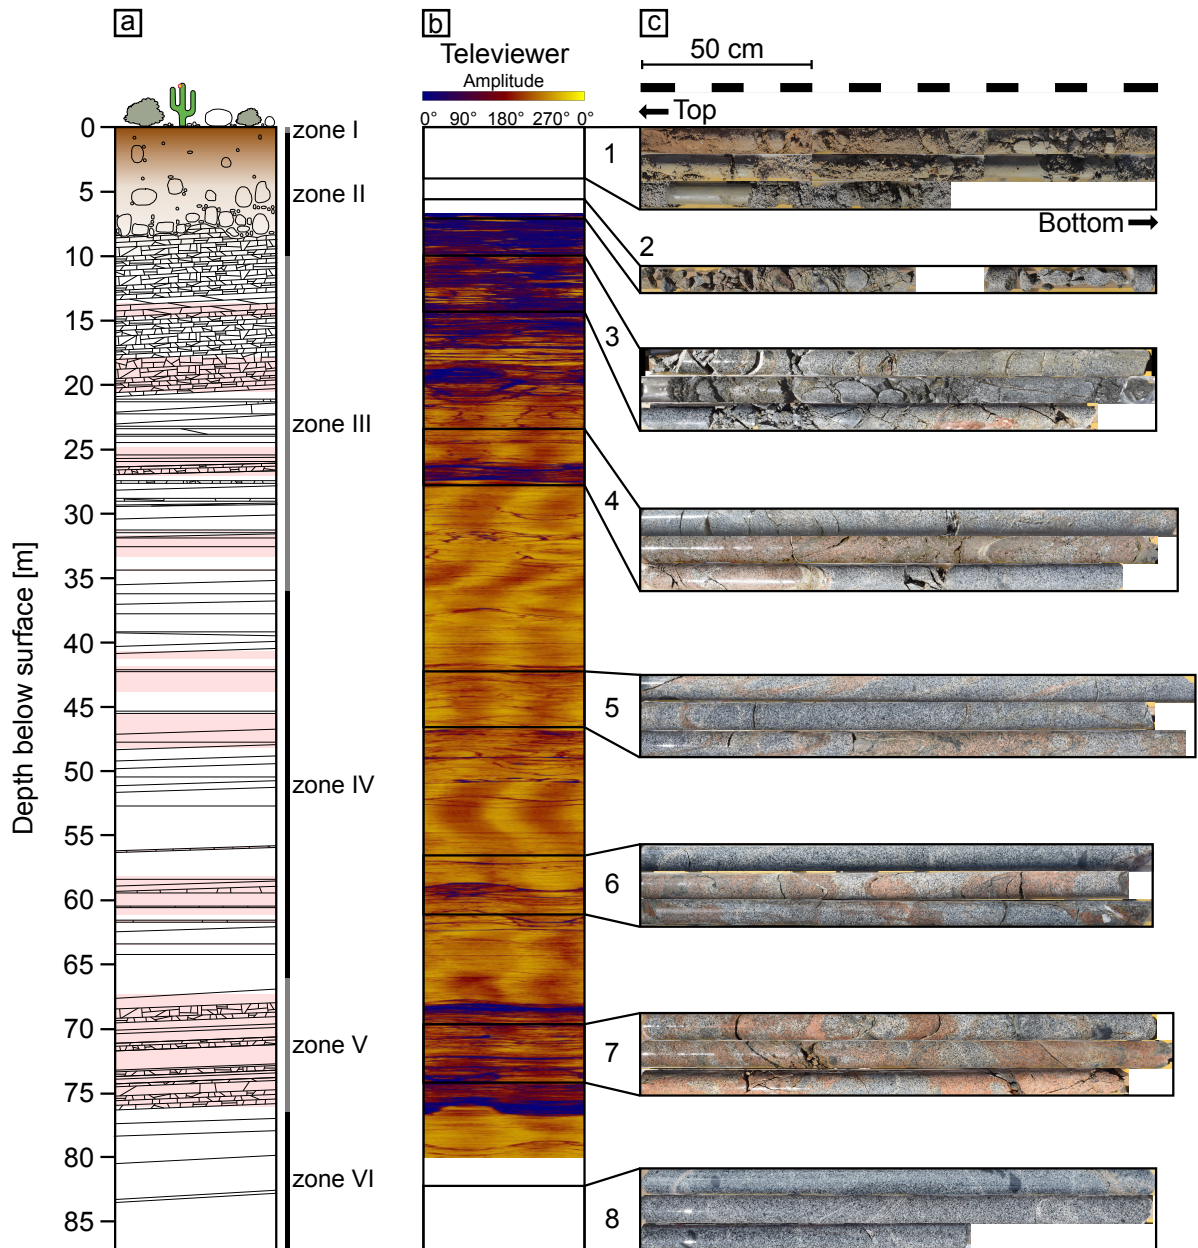 a
b
c
Televiewer
Amplitude
0° 90° 180° 270° 0°
50 cm
Top
Bottom
Depth below surface [m]
0
5
10
15
20
25
30
35
40
45
50
55
60
65
70
75
80
85
zone I
zone II
zone III
zone IV
zone V
zone VI
1
2
3
4
5
6
7
8